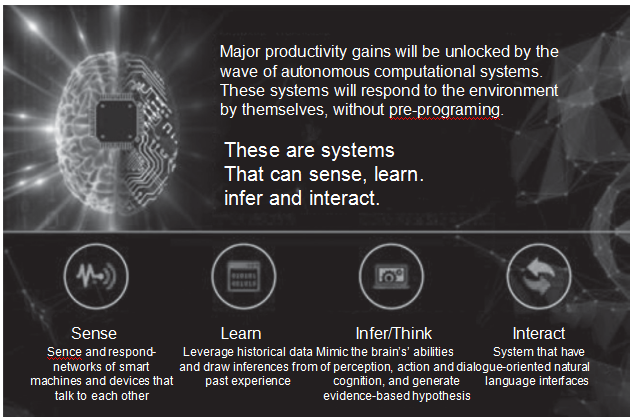 Major productivity gains will be unlocked by the
wave of autonomous computational systems.
These systems will respond to the environment
by themselves, without pre-programing.
These are systems
That can sense, learn.
infer and interact.
Sense
Sence and respond-
networks of smart
machines and devices that
talk to each other
Learn
Leverage historical data
and draw inferences from
past experience
Infer/Think
Mimic the brain's' abilities
of perception, action and
cognition, and generate
evidence-based hypothesis
Interact
System that have
dialogue-oriented natural
language interfaces